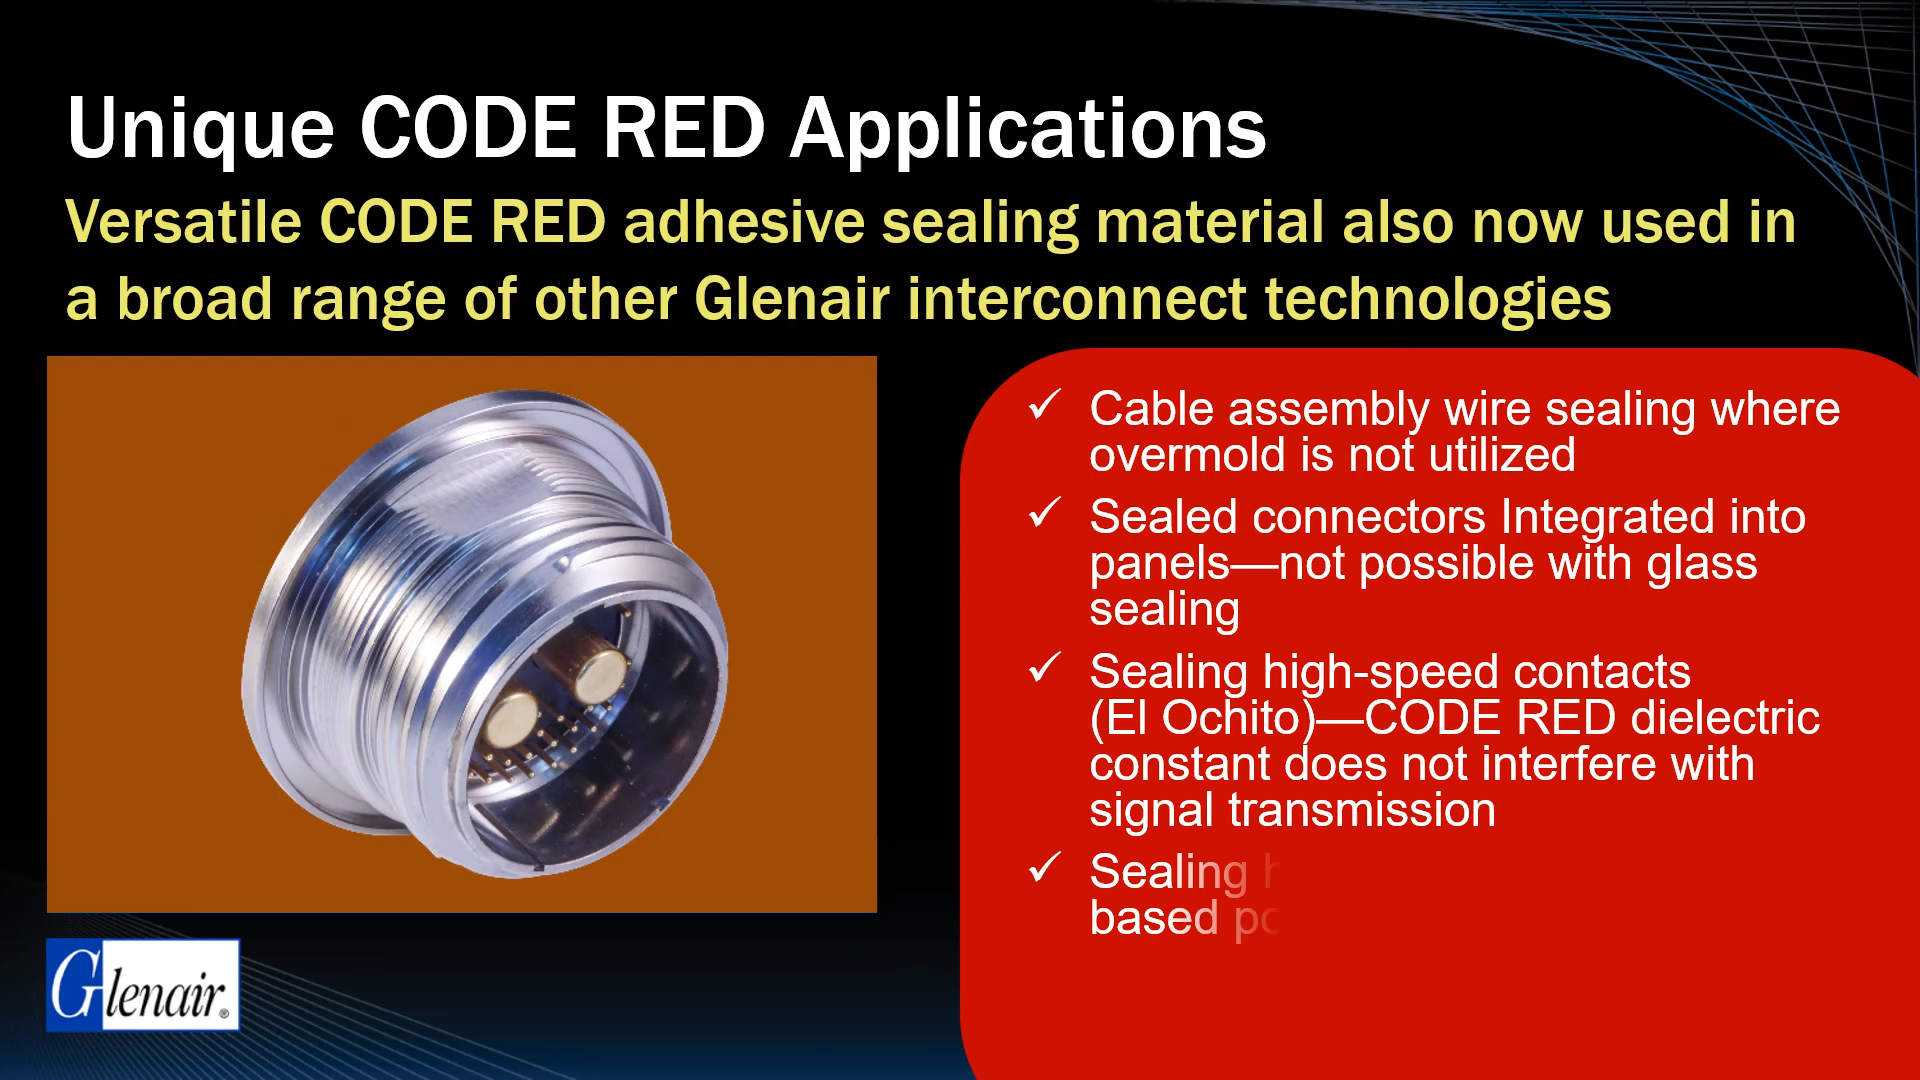 Unique CODE RED Applications
Versatile CODE RED adhesive sealing material also now used in
a broad range of other Glenair interconnect technologies
✓ Cable assembly wire sealing where
overmold is not utilized
✓ Sealed connectors Integrated into
panels—not possible with glass
sealing
✓ Sealing high-speed contacts
(El Ochito)—CODE RED dielectric
constant does not interfere with
signal transmission
✓ Sealing
based
Glenair®